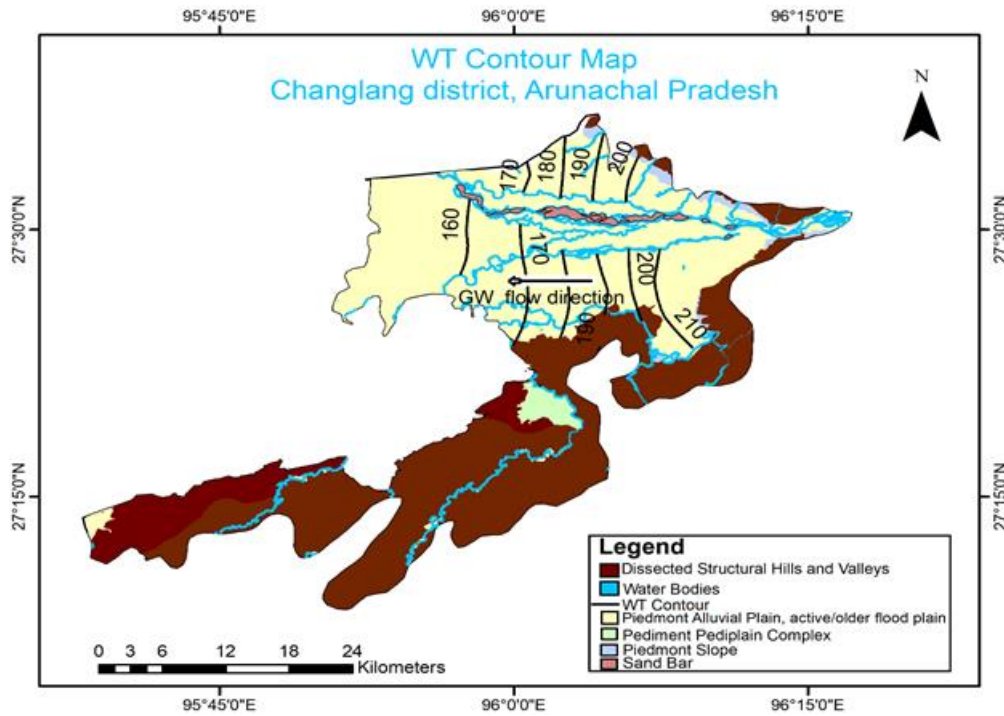 95°45'0"E 96°0'0"E 96°15'0"E
WT Contour Map
Changlang district, Arunachal Pradesh
N
170
180
190
200
27°30'0"N
27°30'0"N
160
170
200
GW flow direction
190
210
27°15'0"N
27°15'0"N
Legend
Dissected Structural Hills and Valleys
Water Bodies
WT Contour
Piedmont Alluvial Plain, active/older flood plain
Pediment Pediplain Complex
Piedmont Slope
Sand Bar
0 3 6 12 18 24
Kilometers
95°45'0"E 96°0'0"E 96°15'0"E